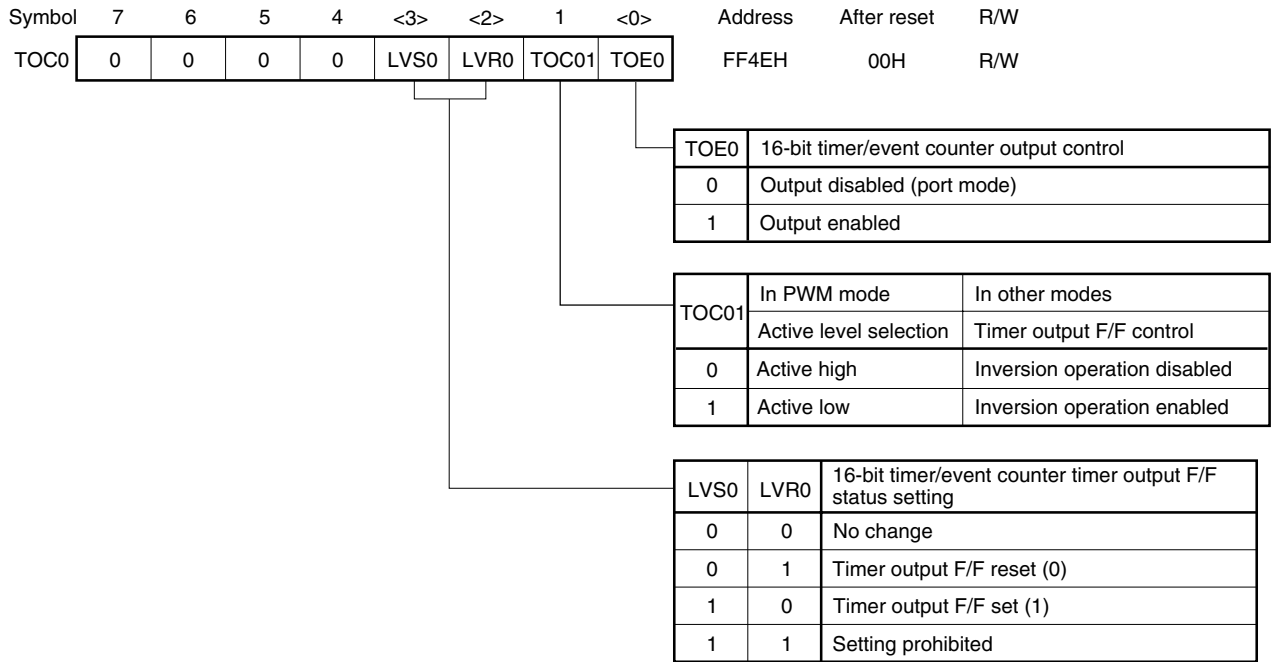 Symbol 7 6 5 4 <3> <2> 1 <0> Address After reset R/W
TOC0 0 0 0 0 LVS0 LVR0 TOC01 TOE0 FF4EH 00H R/W
TOE0 16-bit timer/event counter output control
0 Output disabled (port mode)
1 Output enabled
TOC01 In PWM mode In other modes
Active level selection Timer output F/F control
0 Active high Inversion operation disabled
1 Active low Inversion operation enabled
LVS0 LVR0 16-bit timer/event counter timer output F/F
status setting
0 0 No change
0 1 Timer output F/F reset (0)
1 0 Timer output F/F set (1)
1 1 Setting prohibited